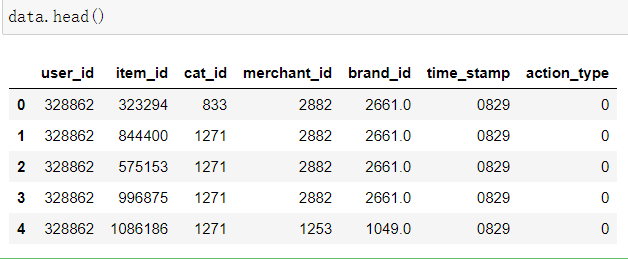 data.head()
user_id item_id cat_id merchant_id brand_id time_stamp action_type
0 328862 323294 833 2882 2661.0 0829 0
1 328862 844400 1271 2882 2661.0 0829 0
2 328862 575153 1271 2882 2661.0 0829 0
3 328862 996875 1271 2882 2661.0 0829 0
4 328862 1086186 1271 1253 1049.0 0829 0